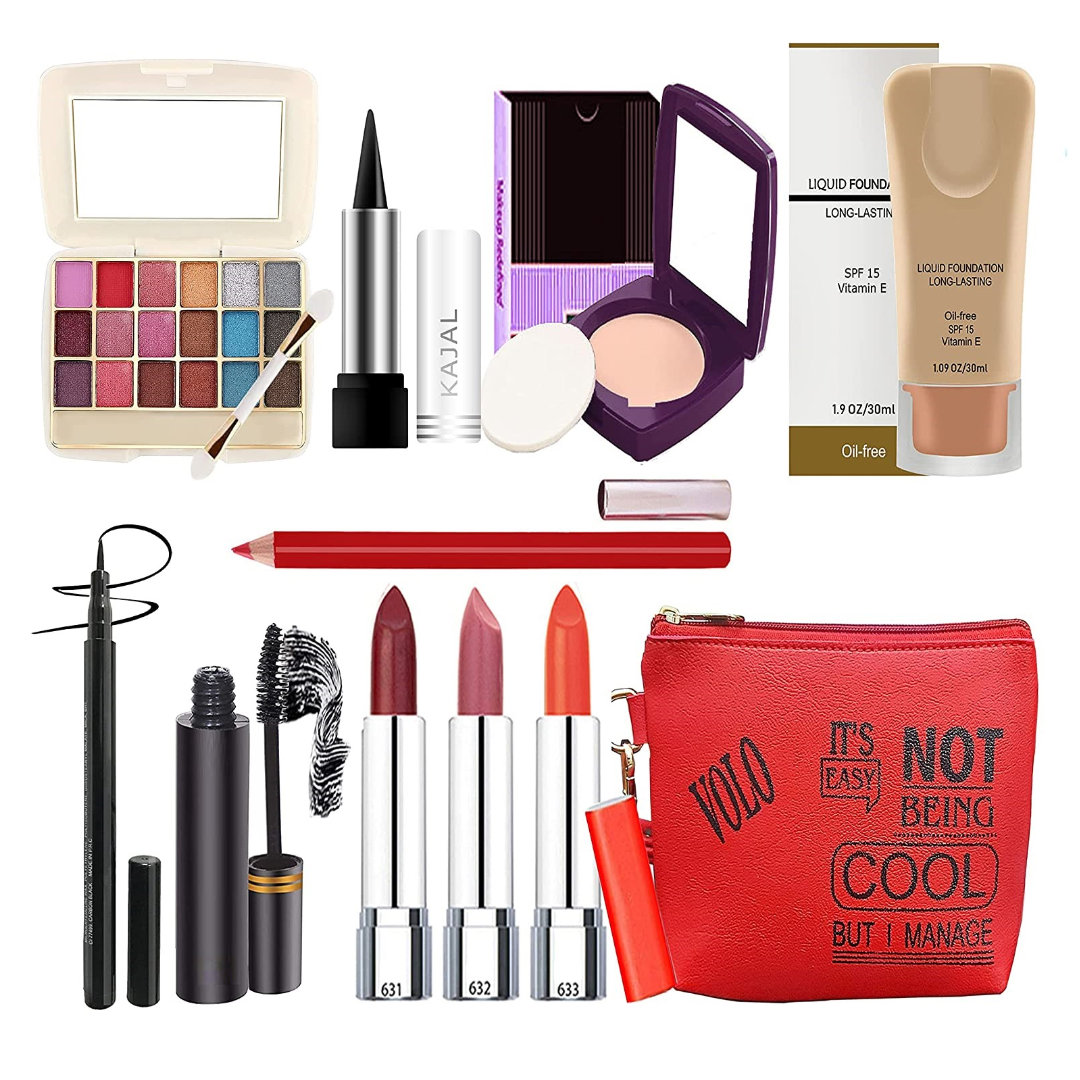 KAJAL
Makeup
LIQUID FOUNDA
LONG-LASTIN
SPF 15
Vitamin E
1.9 OZ/30ml
Oil-free
LIQUID FOUNDATION
LONG-LASTING
Oil-free
SPF 15
Vitamin E
1.09 OZ/30ml
631
632
633
VOLO
IT'S
EASY
NOT
BEING
COOL
BUT I MANAGE